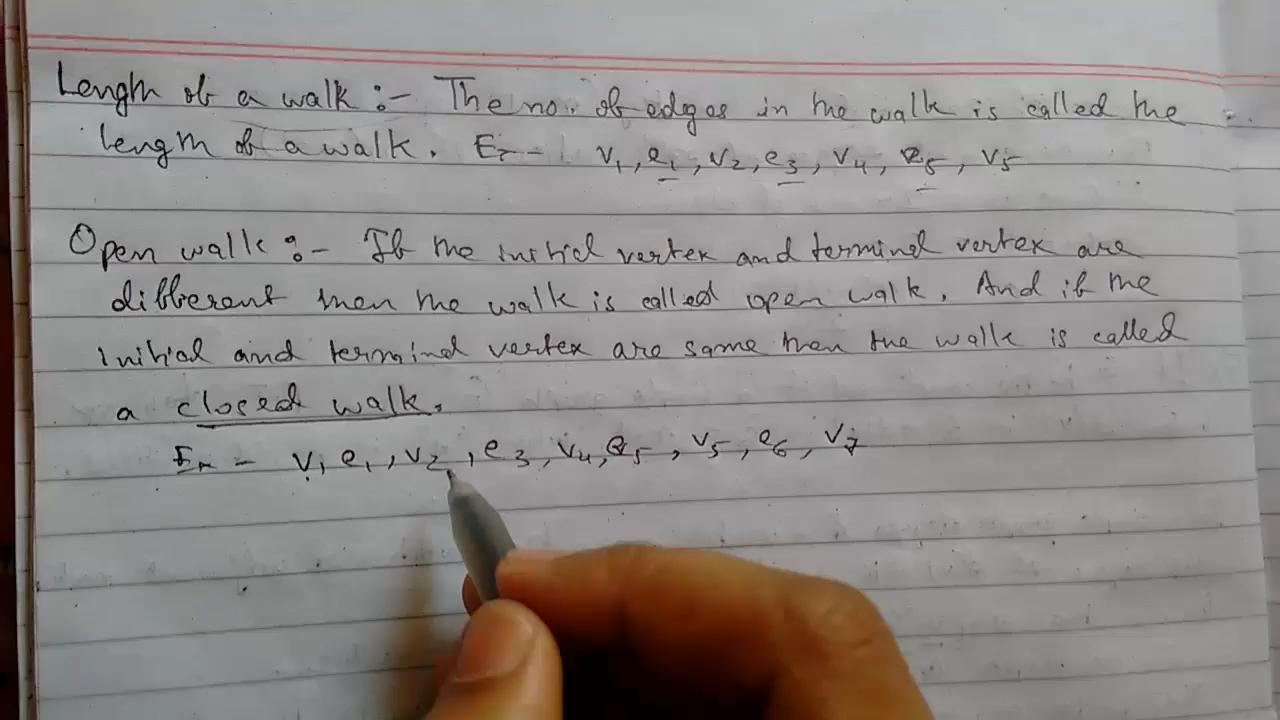 Length of a walk :- The no. of edges in the walk is called the
length of a walk. Ex- v1, e1, v2, e3, v4, e5, v5
Open walk :- If the initial vertex and terminal vertex are
different then the walk is called open walk. And if the
initial and terminal vertex are same then the walk is called
a closed walk.
Ex - v1 e1, v2, e3, v4, e5, v5, e6, v7